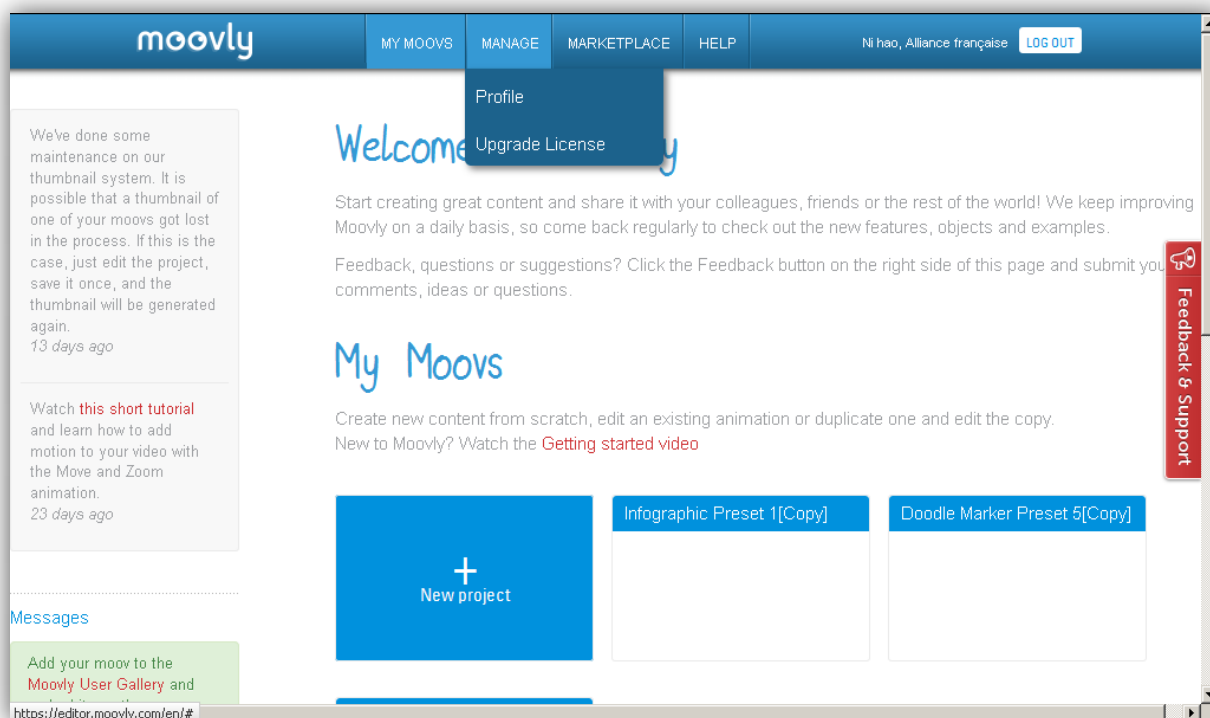 moovly
MY MOOVS
MANAGE
MARKETPLACE
HELP
Ni hao, Alliance française
LOG OUT
Profile
Upgrade License
We've done some
maintenance on our
thumbnail system. It is
possible that a thumbnail of
one of your moovs got lost
in the process. If this is the
case, just edit the project,
save it once, and the
thumbnail will be generated
again.
13 days ago
Watch this short tutorial
and learn how to add
motion to your video with
the Move and Zoom
animation.
23 days ago
Messages
Add your moov to the
Moovly User Gallery and
https://editor.moovly.com/en/#
Welcome y
Start creating great content and share it with your colleagues, friends or the rest of the world! We keep improving
Moovly on a daily basis, so come back regularly to check out the new features, objects and examples.
Feedback, questions or suggestions? Click the Feedback button on the right side of this page and submit you
comments, ideas or questions.
My Moovs
Create new content from scratch, edit an existing animation or duplicate one and edit the copy.
New to Moovly? Watch the Getting started video
+
New project
Infographic Preset 1[Copy]
Doodle Marker Preset 5[Copy]
Feedback & Support